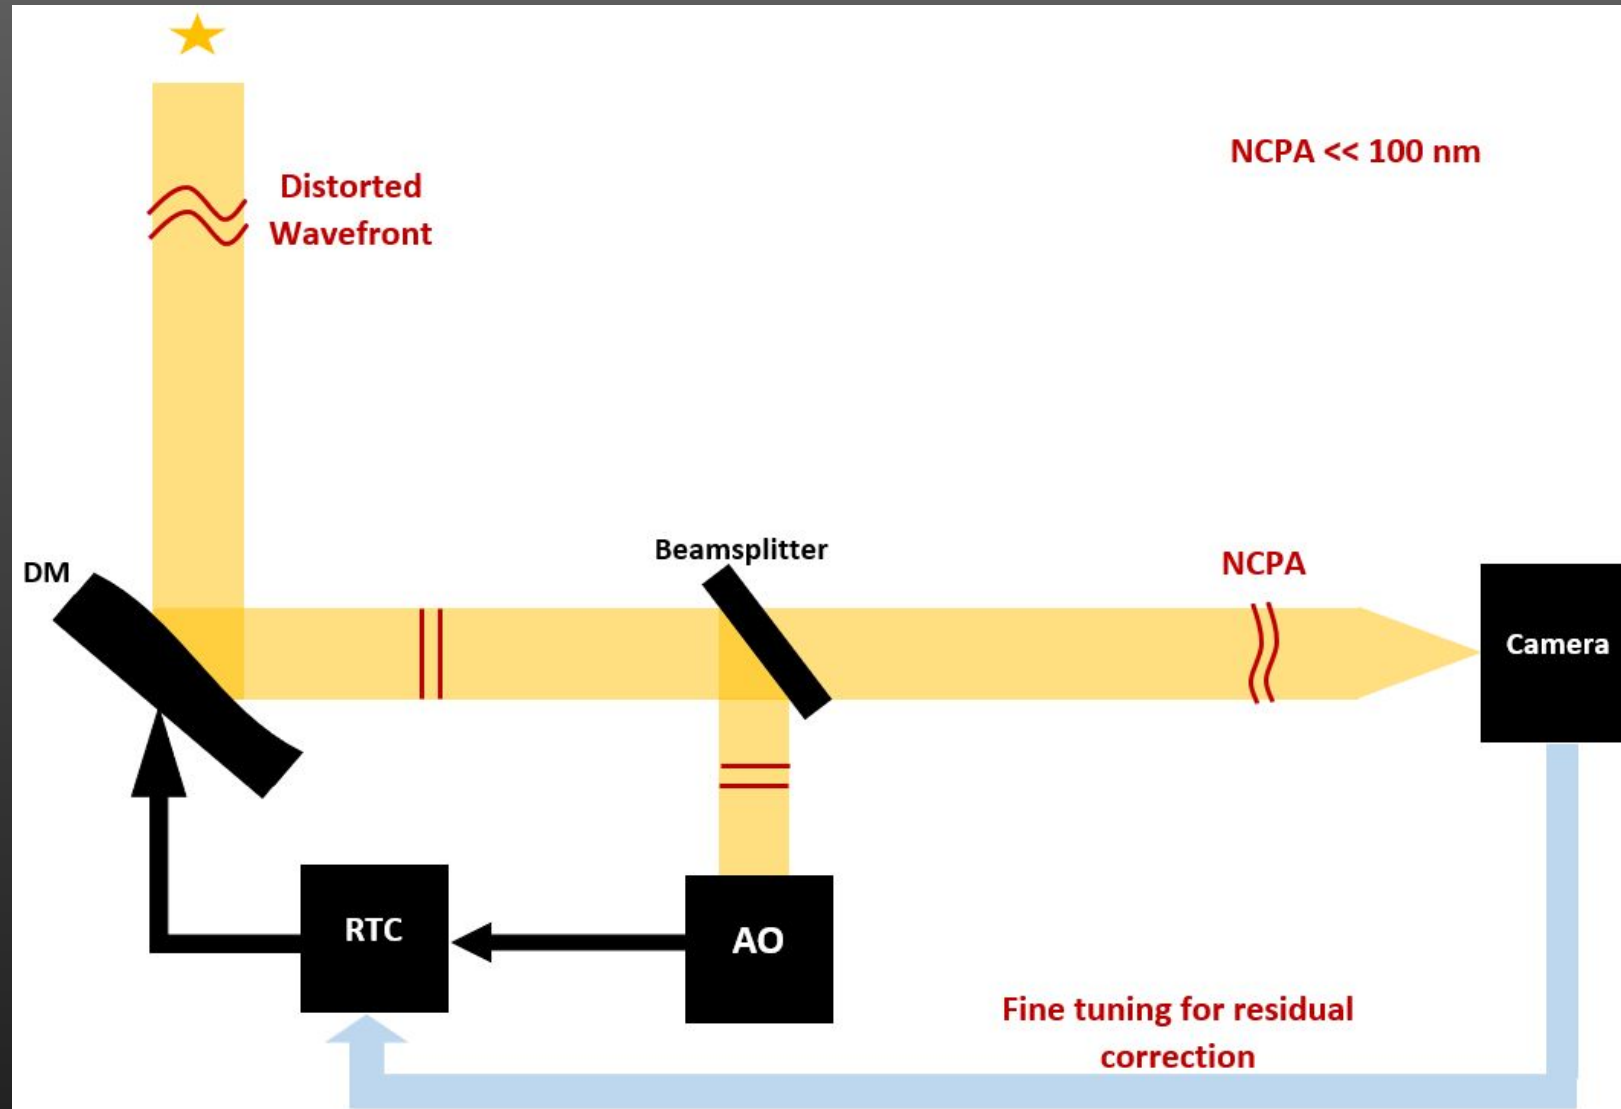 NCPA << 100 nm
Distorted
Wavefront
Beamsplitter
DM
NCPA
Camera
RTC
AO
Fine tuning for residual
correction